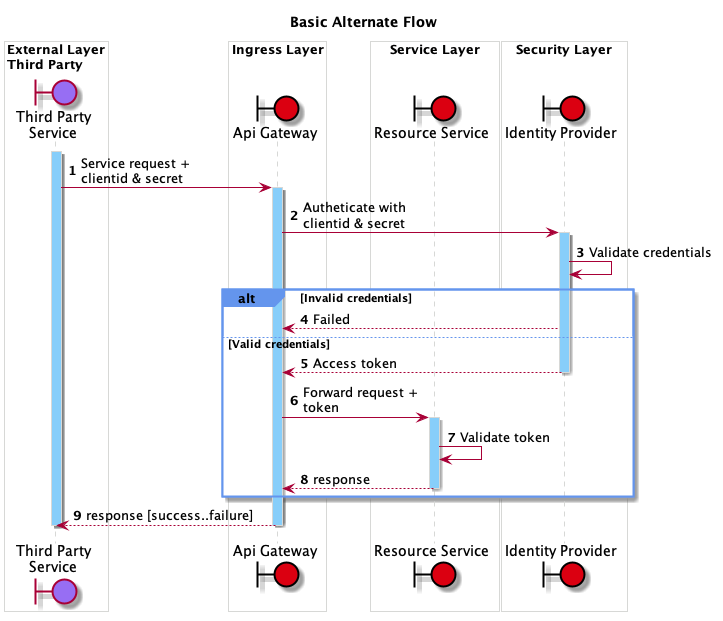 Basic Alternate Flow
External Layer
Third Party
Ingress Layer
Service Layer
Security Layer
Third Party
Service
Api Gateway
Resource Service
Identity Provider
1 Service request +
clientid & secret
2 Autheticate with
clientid & secret
3 Validate credentials
alt [Invalid credentials]
4 Failed
[Valid credentials]
5 Access token
6 Forward request +
token
7 Validate token
8 response
9 response [success..failure]
Third Party
Service
Api Gateway
Resource Service
Identity Provider